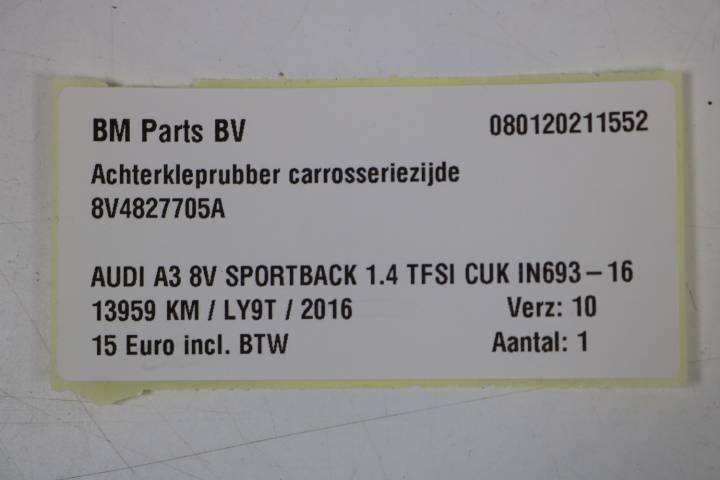 BM Parts BV 080120211552
Achterkleprubber carrosseriezijde
8V4827705A
AUDI A3 8V SPORTBACK 1.4 TFSI CUK IN693-16
13959 KM / LY9T / 2016 Verz: 10
15 Euro incl. BTW Aantal: 1